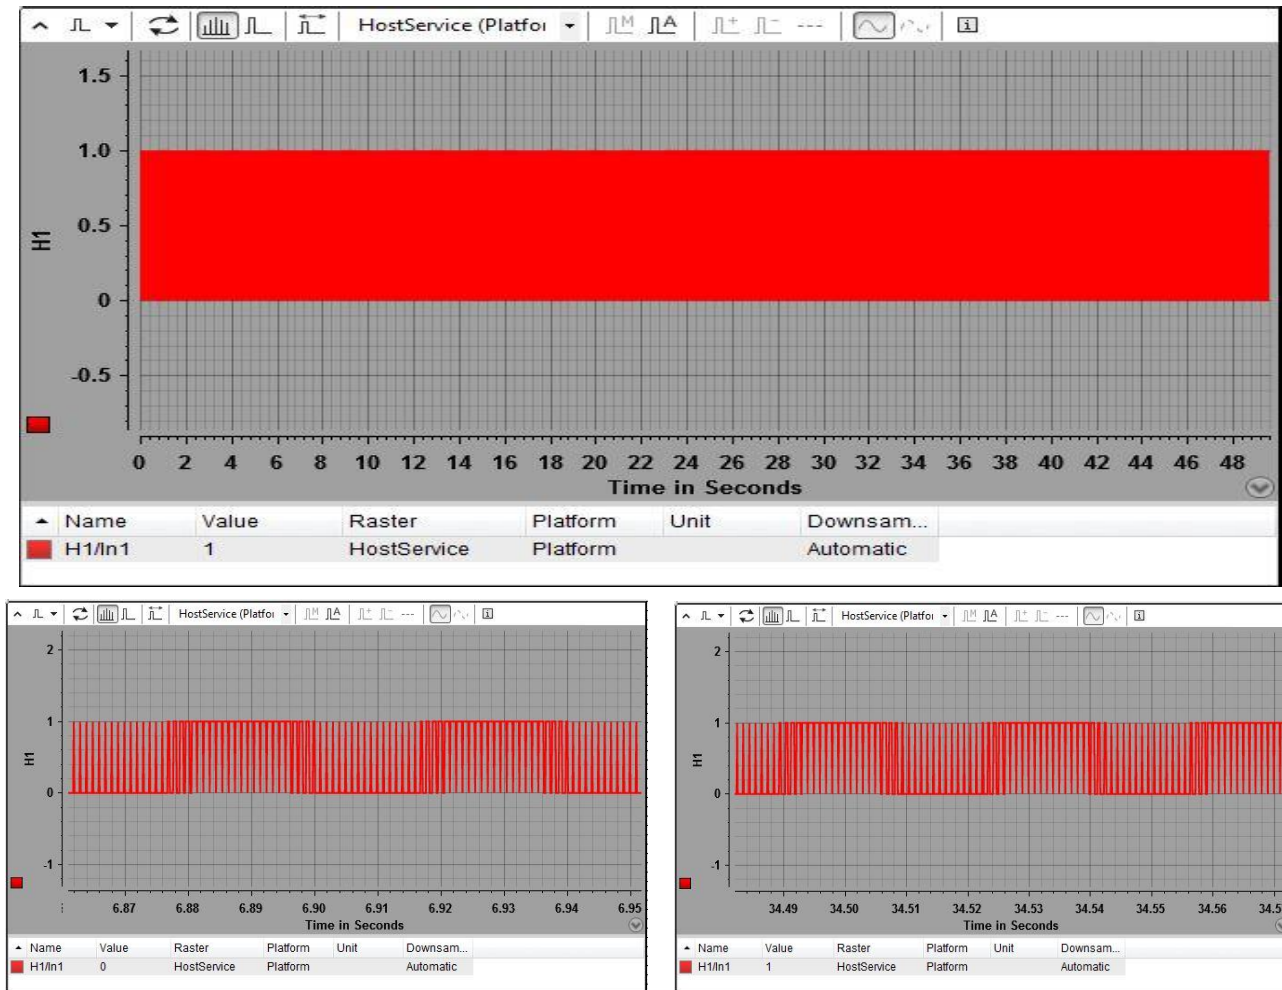 HostService (Platfor
1.5
1.0
0.5
0
-0.5
H1
0 2 4 6 8 10 12 14 16 18 20 22 24 26 28 30 32 34 36 38 40 42 44 46 48
Time in Seconds
Name Value Raster Platform Unit Downsam...
H1/In1 1 HostService Platform Automatic
HostService (Platfor
2
1
0
-1
H1
6.87 6.88 6.89 6.90 6.91 6.92 6.93 6.94 6.95
Time in Seconds
Name Value Raster Platform Unit Downsam...
H1/In1 0 HostService Platform Automatic
HostService (Platfor
2
1
0
-1
H1
34.49 34.50 34.51 34.52 34.53 34.54 34.55 34.56 34.5
Time in Seconds
Name Value Raster Platform Unit Downsam...
H1/In1 1 HostService Platform Automatic